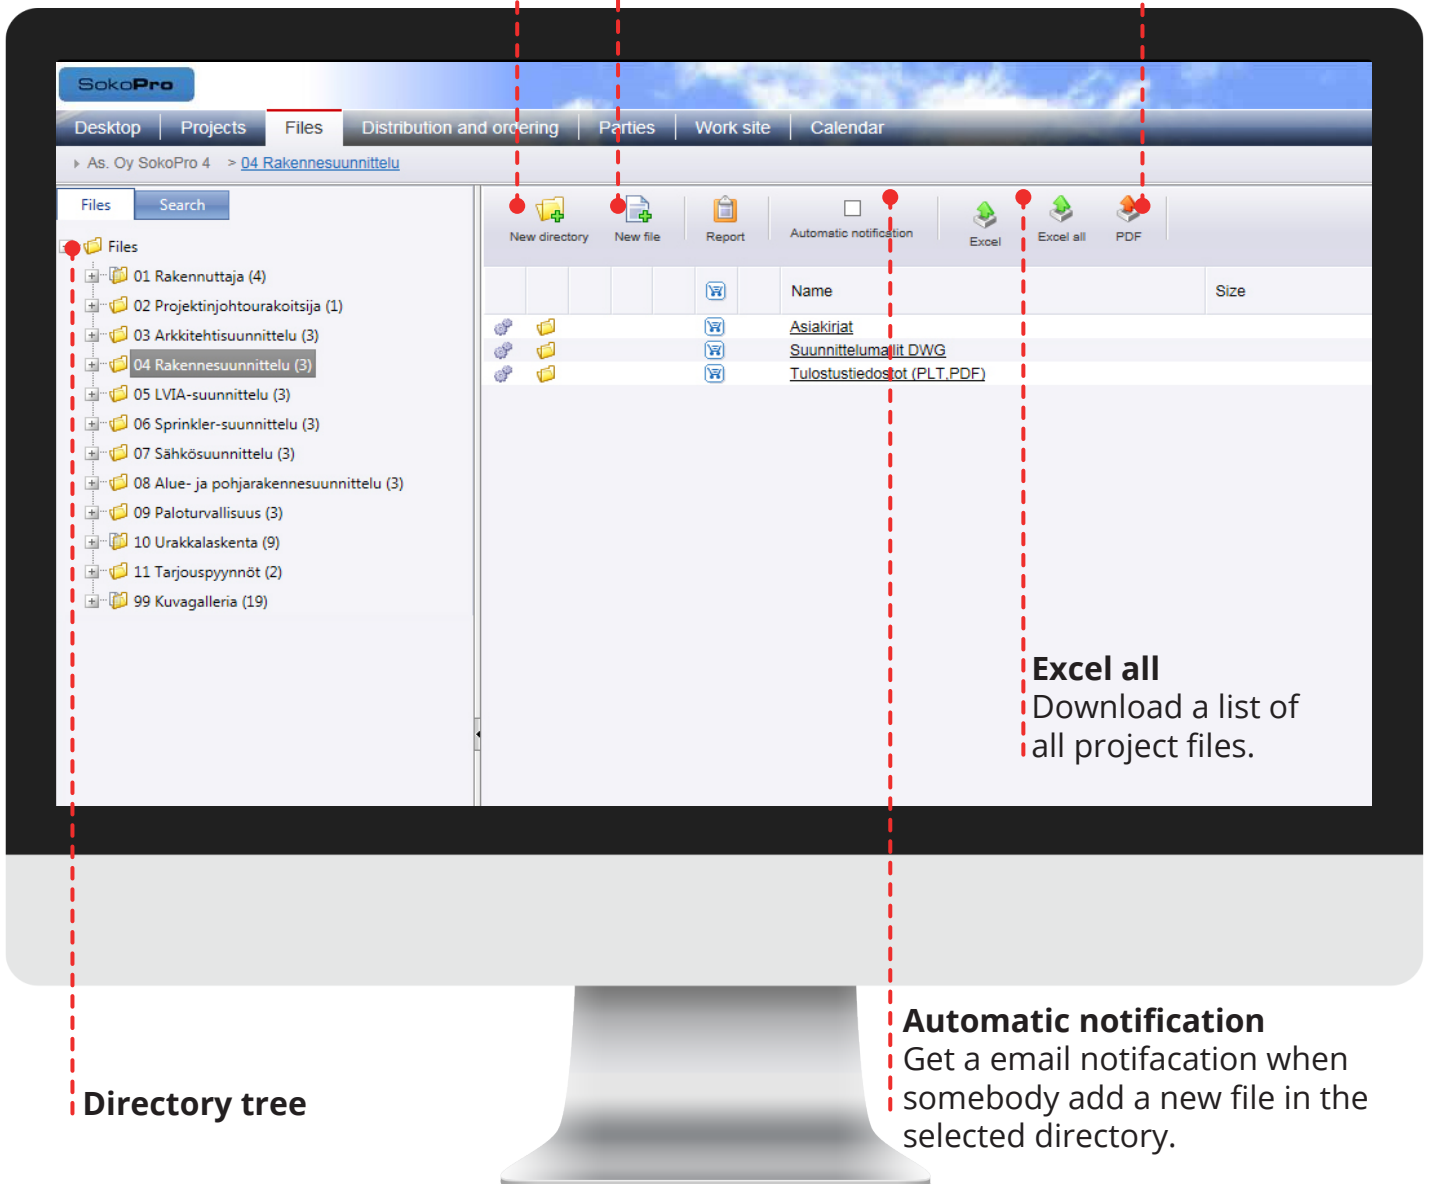 SokoPro
Desktop Projects Files Distribution and ordering Parties Work site Calendar
As. Oy SokoPro 4 > 04 Rakennesuunnittelu
Files Search
New directory New file Report Automatic notification Excel Excel all PDF
Files
01 Rakennuttaja (4)
02 Projektinjohtourakoitsija (1)
03 Arkkitehtisuunnittelu (3)
04 Rakennesuunnittelu (3)
05 LVIA-suunnittelu (3)
06 Sprinkler-suunnittelu (3)
07 Sähkösuunnittelu (3)
08 Alue- ja pohjarakennesuunnittelu (3)
09 Paloturvallisuus (3)
10 Urakkalaskenta (9)
11 Tarjouspyynnöt (2)
99 Kuvagalleria (19)
Name Size
Asiakirjat
Suunnittelumallit DWG
Tulostustiedostot (PLT,PDF)
Excel all
Download a list of
all project files.
Automatic notification
Get a email notifacation when
somebody add a new file in the
selected directory.
Directory tree